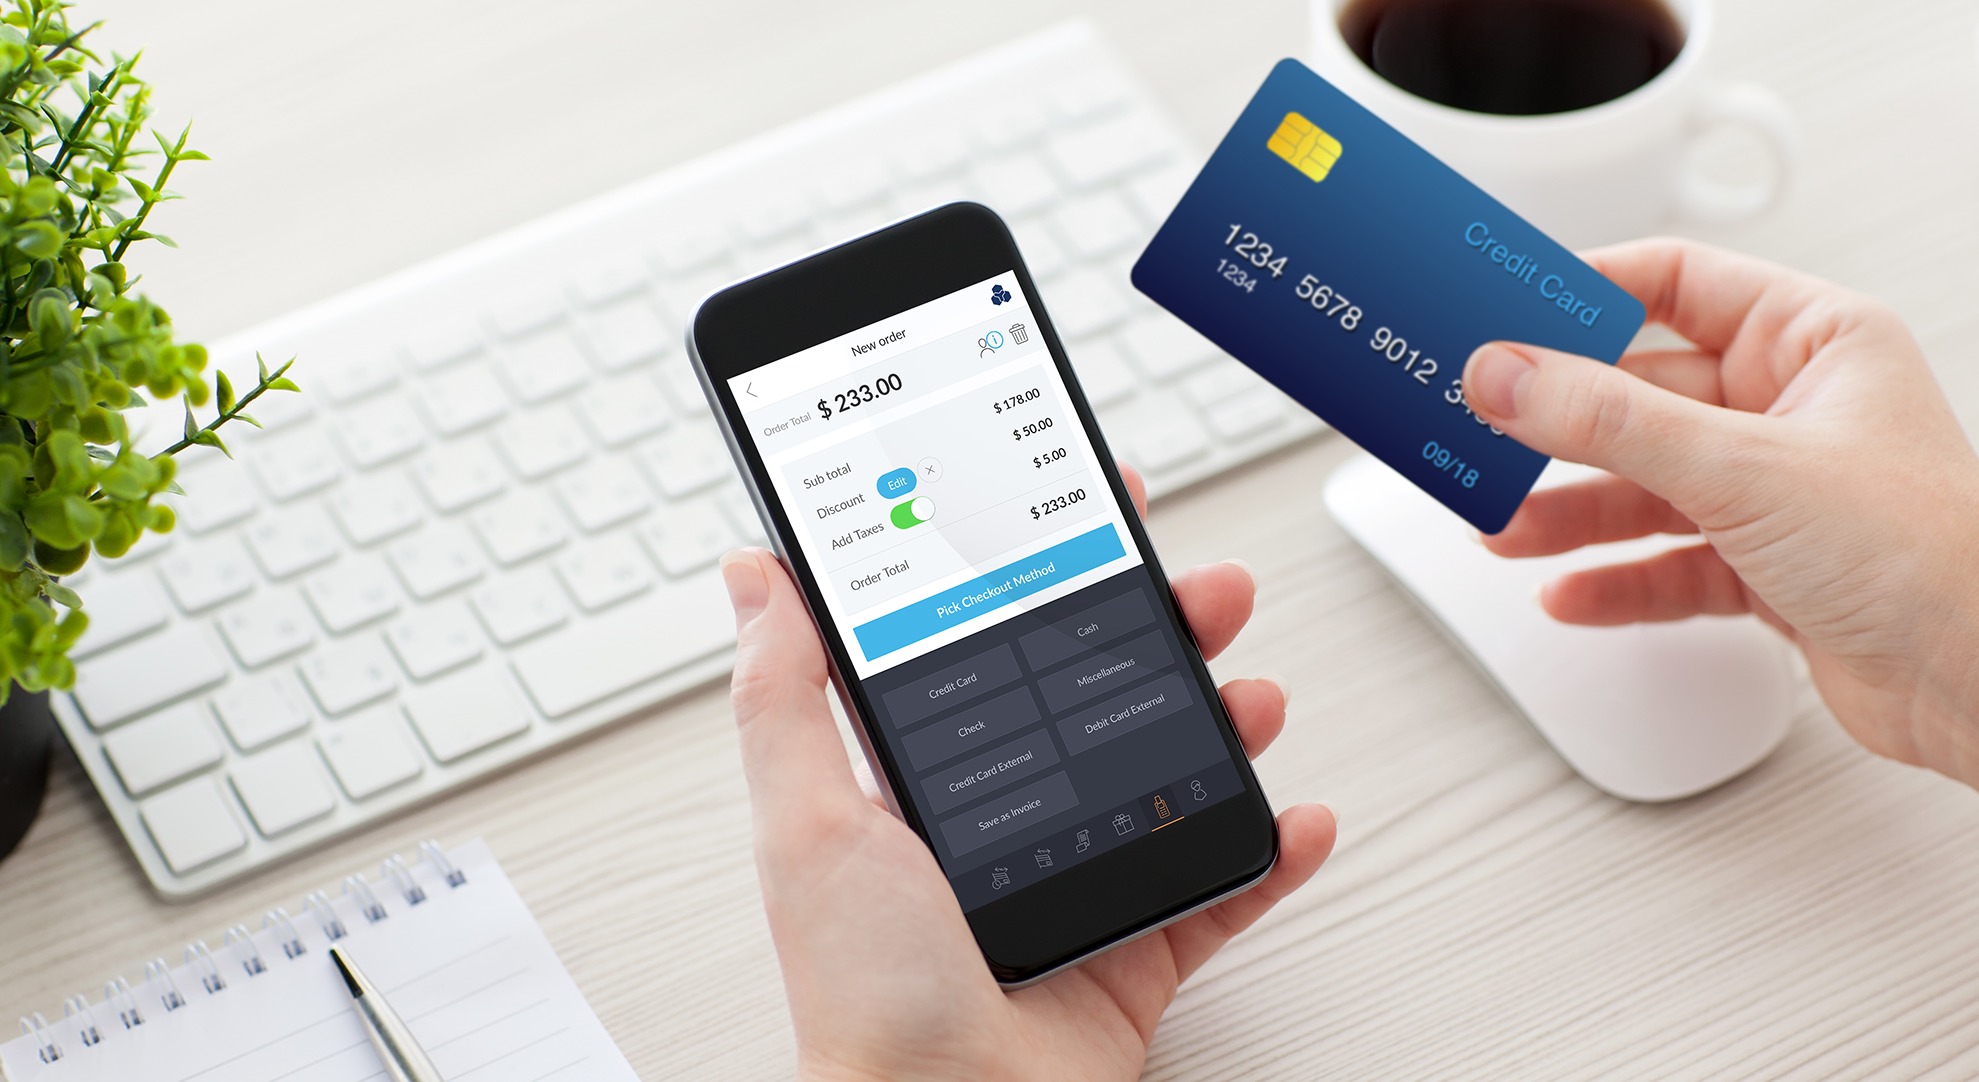 New order
Order Total $ 233.00
Sub total $ 178.00
Discount Edit $ 50.00
Add Taxes $ 5.00
Order Total $ 233.00
Pick Checkout Method
Credit Card Cash
Check Miscellaneous
Credit Card External Debit Card External
Save as Invoice
Credit Card
1234 5678 9012
1234
09/18